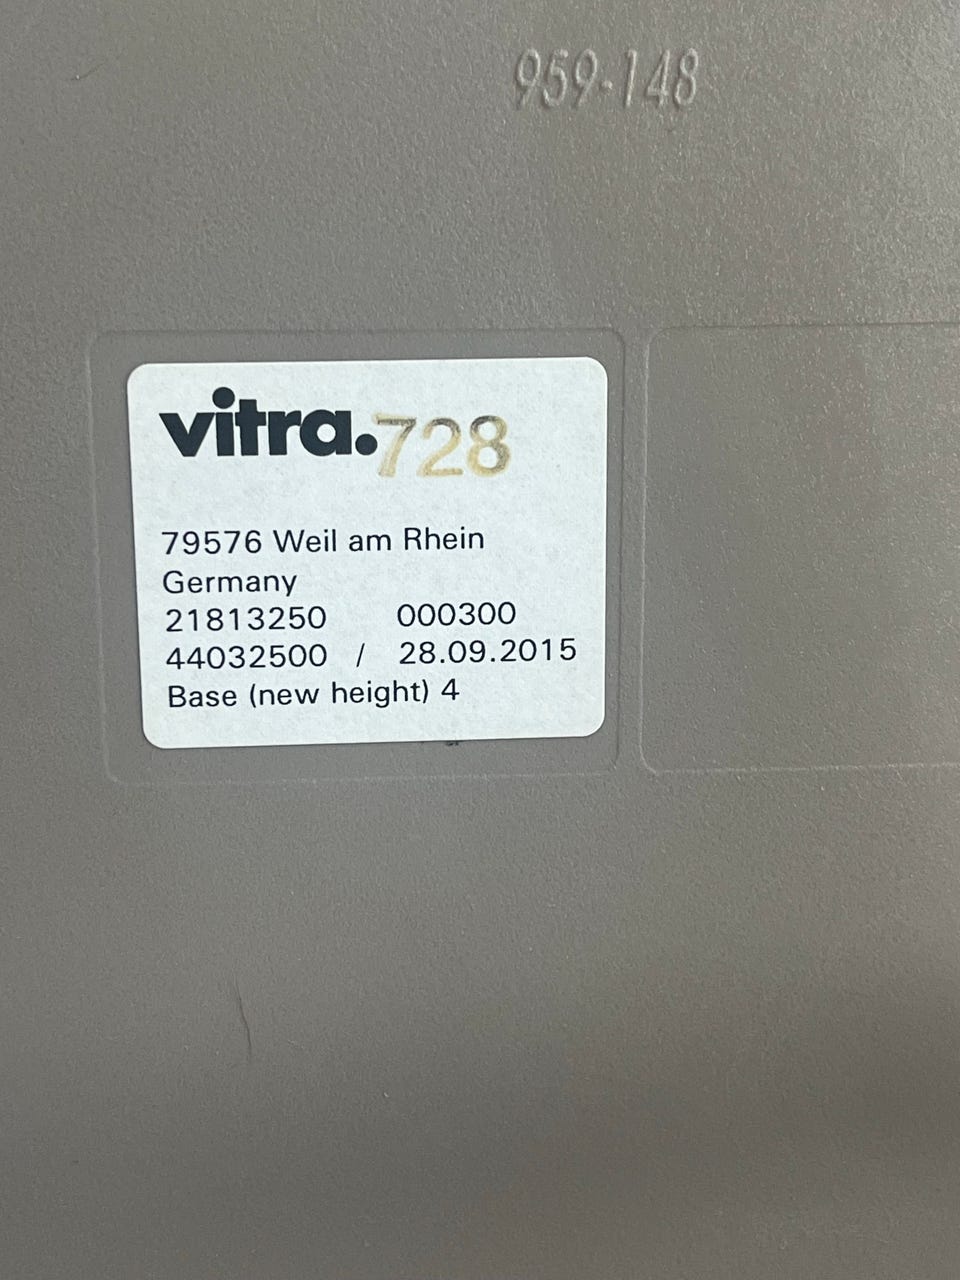 959-148
vitra. 728
79576 Weil am Rhein
Germany
21813250 000300
44032500 / 28.09.2015
Base (new height) 4